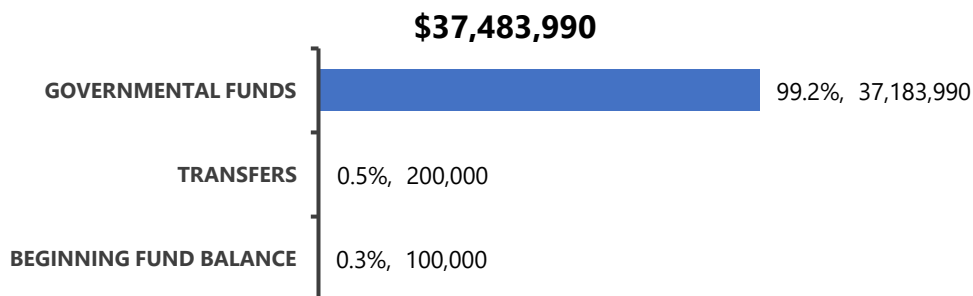 $37,483,990
GOVERNMENTAL FUNDS 99.2%, 37,183,990
TRANSFERS 0.5%, 200,000
BEGINNING FUND BALANCE 0.3%, 100,000